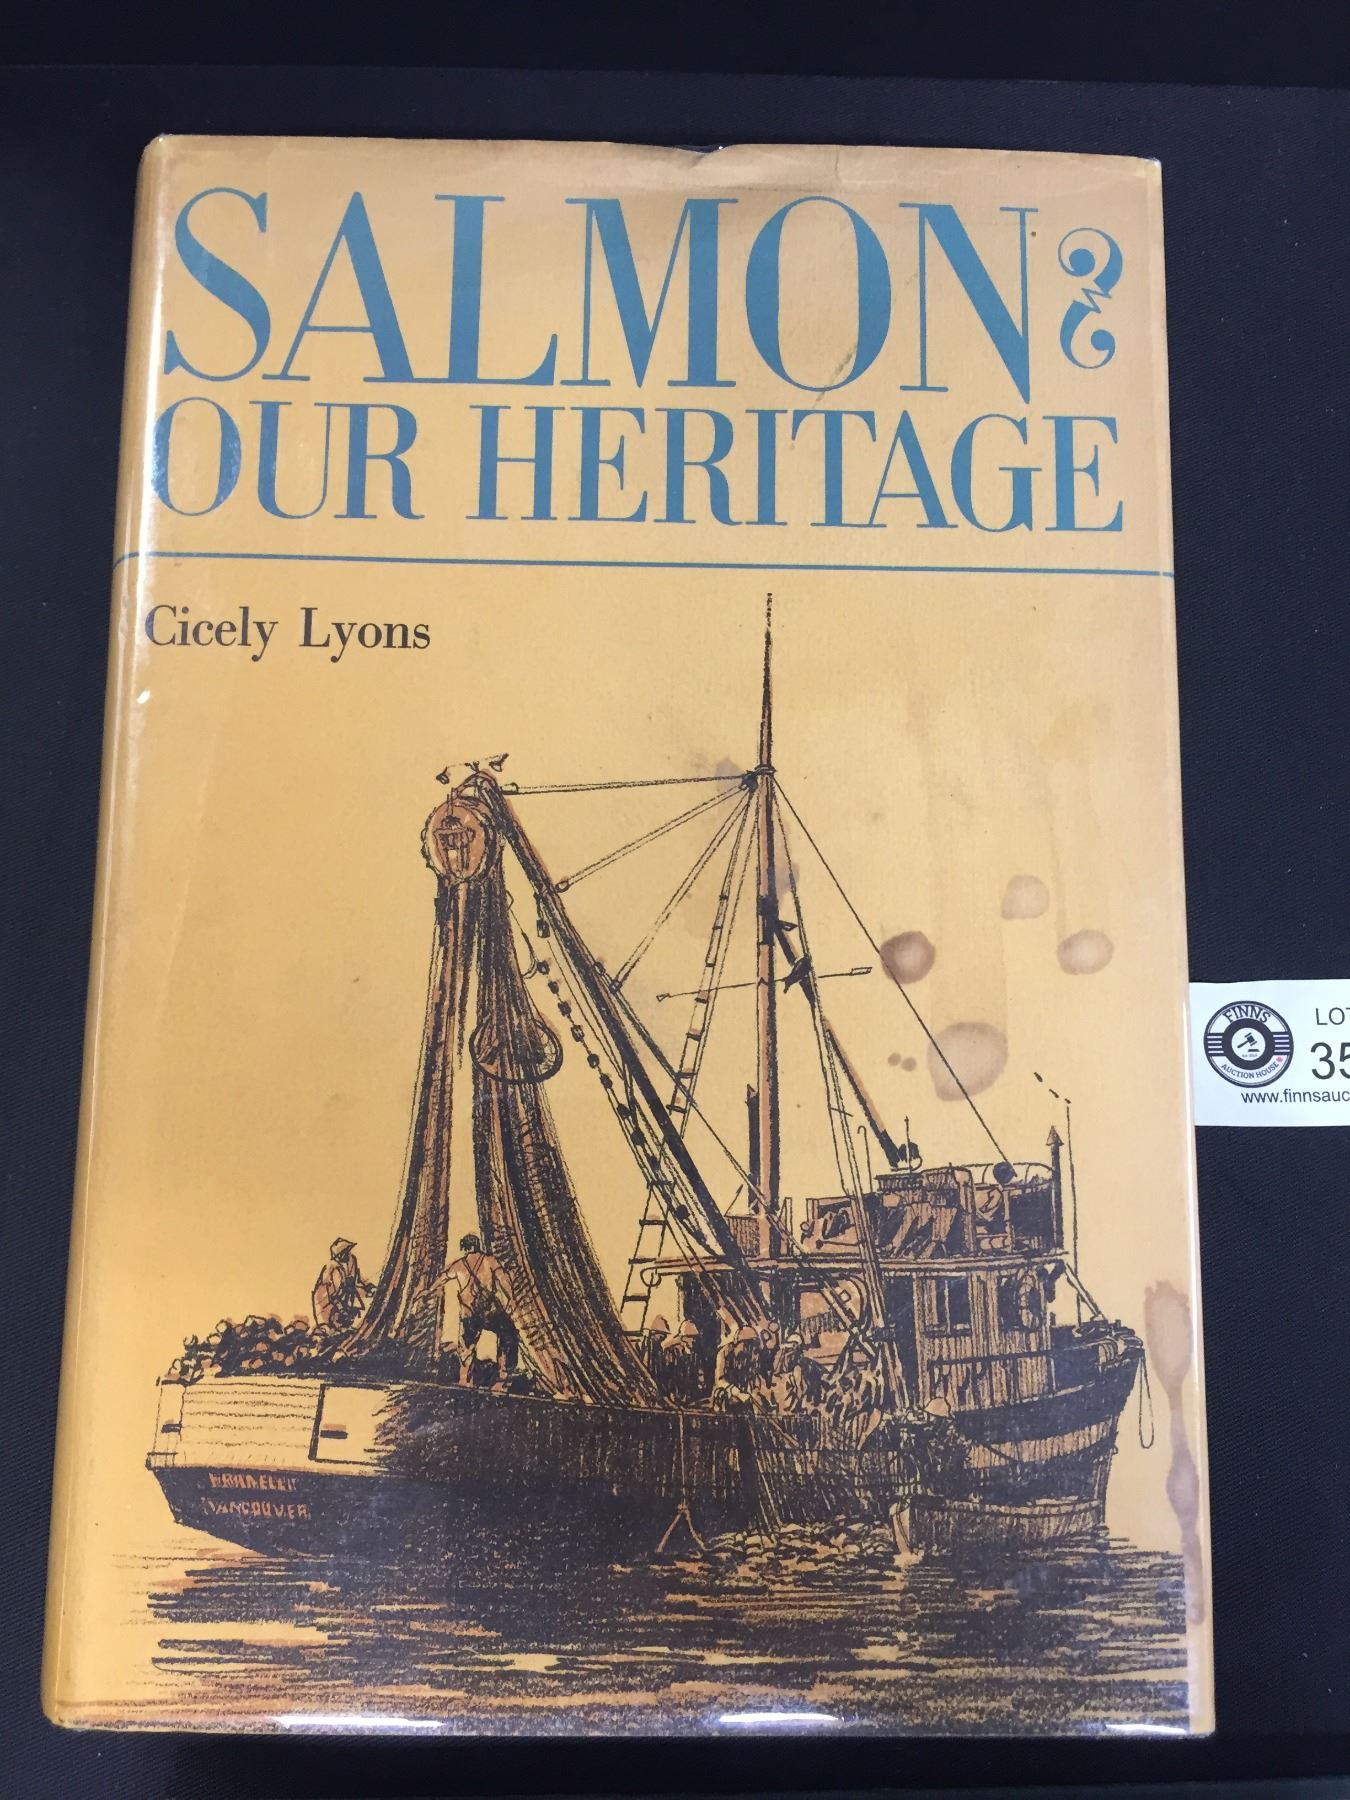 SALMON
OUR HERITAGE
Cicely Lyons
VANCOUVER
FINNS
AUCTION HOUSE
LOT
35
www.finnsauc